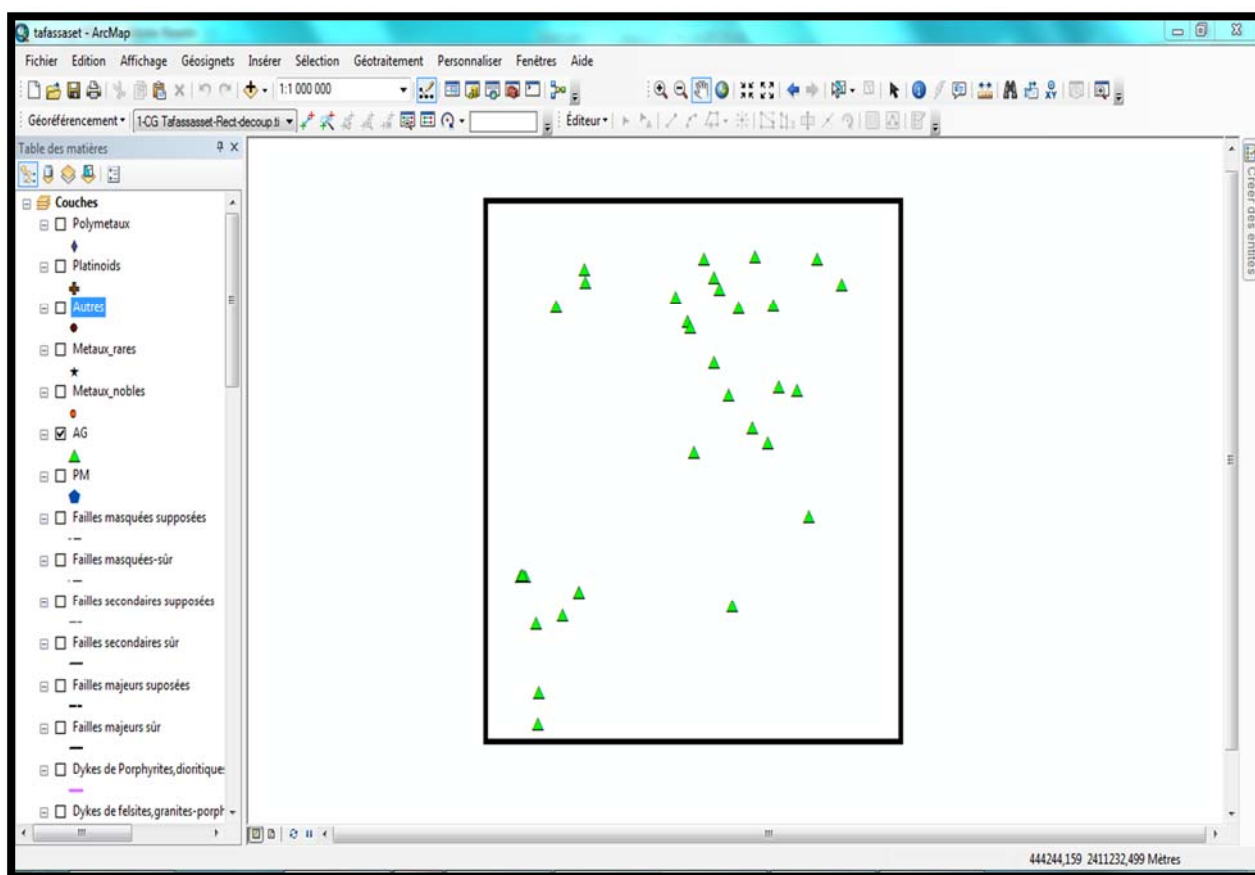 tafassaset - ArcMap
Fichier Edition Affichage Géosignets Insérer Sélection Géotraitement Personnaliser Fenêtres Aide
1:1 000 000
Géoréférencement 1-CG Tafassasset-Rect-decoup.ti Éditeur
Table des matières
Créer des entités
Couches
Polymetaux
Platinoids
Autres
Metaux_rares
Metaux_nobles
AG
PM
Failles masquées supposées
Failles masquées-sûr
Failles secondaires supposées
Failles secondaires sûr
Failles majeurs suposées
Failles majeurs sûr
Dykes de Porphyrites,dioritique
Dykes de felsites,granites-porph
444244,159 2411232,499 Mètres